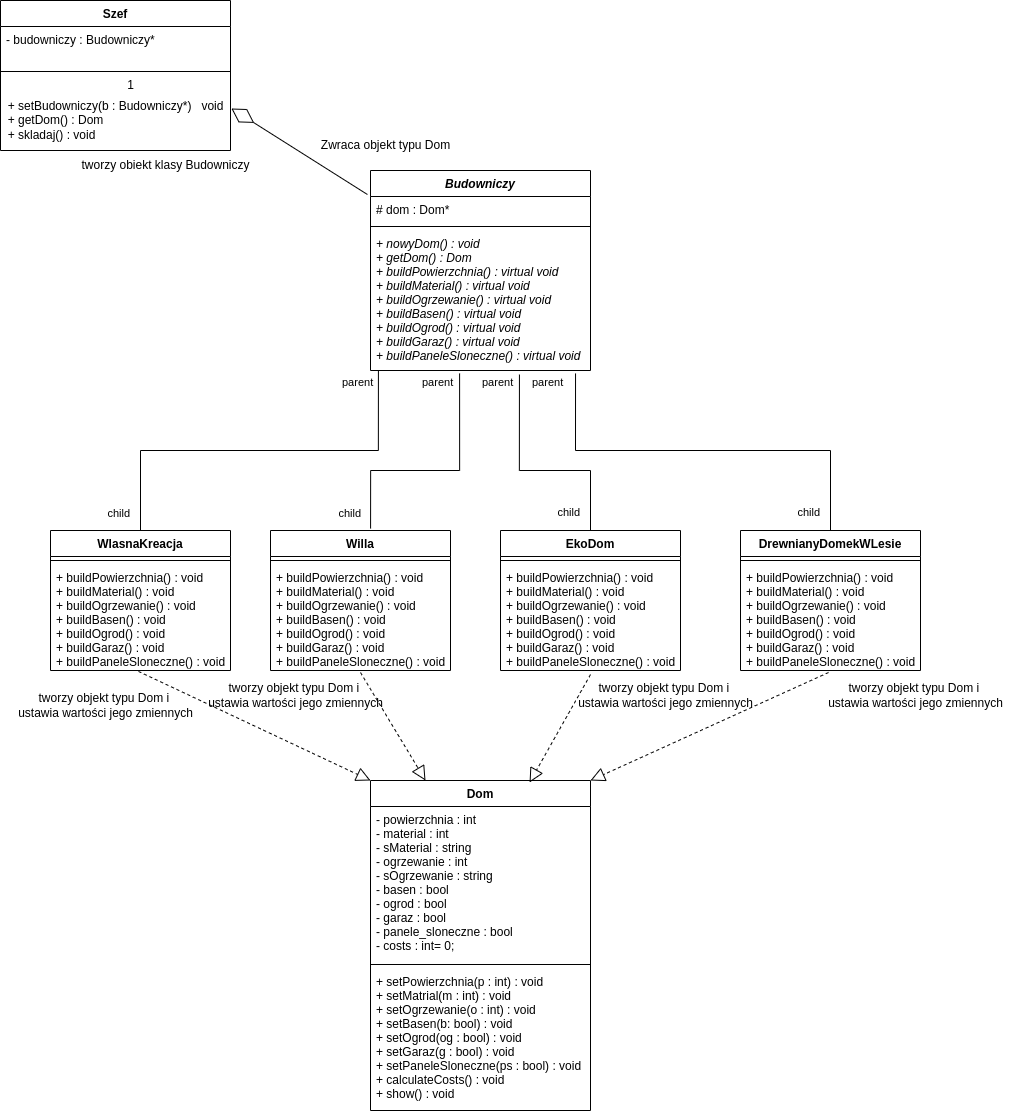 Szef
- budowniczy : Budowniczy*
1
+ setBudowniczy(b : Budowniczy*)   void
+ getDom() : Dom
+ skladaj() : void
tworzy obiekt klasy Budowniczy
Zwraca objekt typu Dom
Budowniczy
# dom : Dom*
+ nowyDom() : void
+ getDom() : Dom
+ buildPowierzchnia() : virtual void
+ buildMaterial() : virtual void
+ buildOgrzewanie() : virtual void
+ buildBasen() : virtual void
+ buildOgrod() : virtual void
+ buildGaraz() : virtual void
+ buildPaneleSloneczne() : virtual void
parent
parent
parent
parent
child
child
child
child
WlasnaKreacja
+ buildPowierzchnia() : void
+ buildMaterial() : void
+ buildOgrzewanie() : void
+ buildBasen() : void
+ buildOgrod() : void
+ buildGaraz() : void
+ buildPaneleSloneczne() : void
Willa
+ buildPowierzchnia() : void
+ buildMaterial() : void
+ buildOgrzewanie() : void
+ buildBasen() : void
+ buildOgrod() : void
+ buildGaraz() : void
+ buildPaneleSloneczne() : void
EkoDom
+ buildPowierzchnia() : void
+ buildMaterial() : void
+ buildOgrzewanie() : void
+ buildBasen() : void
+ buildOgrod() : void
+ buildGaraz() : void
+ buildPaneleSloneczne() : void
DrewnianyDomekWLesie
+ buildPowierzchnia() : void
+ buildMaterial() : void
+ buildOgrzewanie() : void
+ buildBasen() : void
+ buildOgrod() : void
+ buildGaraz() : void
+ buildPaneleSloneczne() : void
tworzy objekt typu Dom i
ustawia wartości jego zmiennych
tworzy objekt typu Dom i
ustawia wartości jego zmiennych
tworzy objekt typu Dom i
ustawia wartości jego zmiennych
tworzy objekt typu Dom i
ustawia wartości jego zmiennych
Dom
- powierzchnia : int
- material : int
- sMaterial : string
- ogrzewanie : int
- sOgrzewanie : string
- basen : bool
- ogrod : bool
- garaz : bool
- panele_sloneczne : bool
- costs : int= 0;
+ setPowierzchnia(p : int) : void
+ setMatrial(m : int) : void
+ setOgrzewanie(o : int) : void
+ setBasen(b: bool) : void
+ setOgrod(og : bool) : void
+ setGaraz(g : bool) : void
+ setPaneleSloneczne(ps : bool) : void
+ calculateCosts() : void
+ show() : void